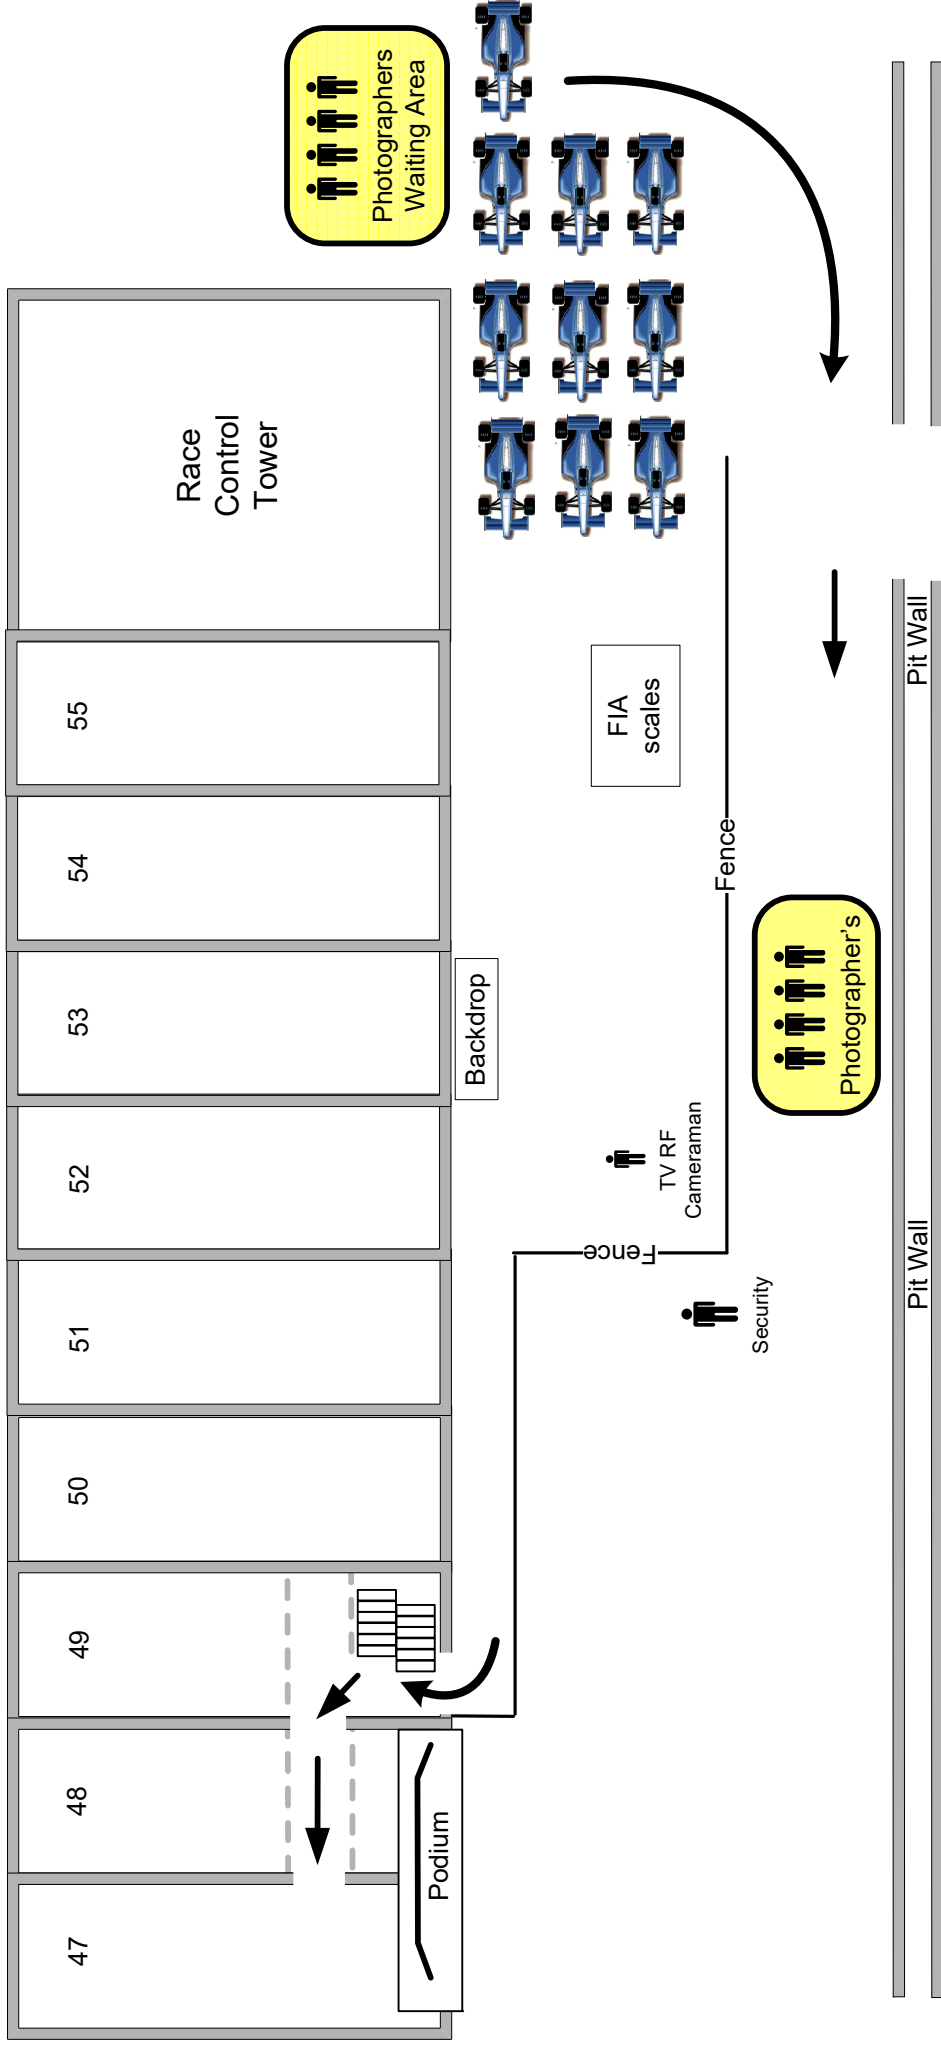 Photographers
Waiting Area
Race
Control
Tower
55
54
53
52
51
50
49
48
47
Backdrop
FIA
scales
TV RF
Cameraman
Fence
Fence
Security
Photographer's
Podium
Pit Wall
Pit Wall